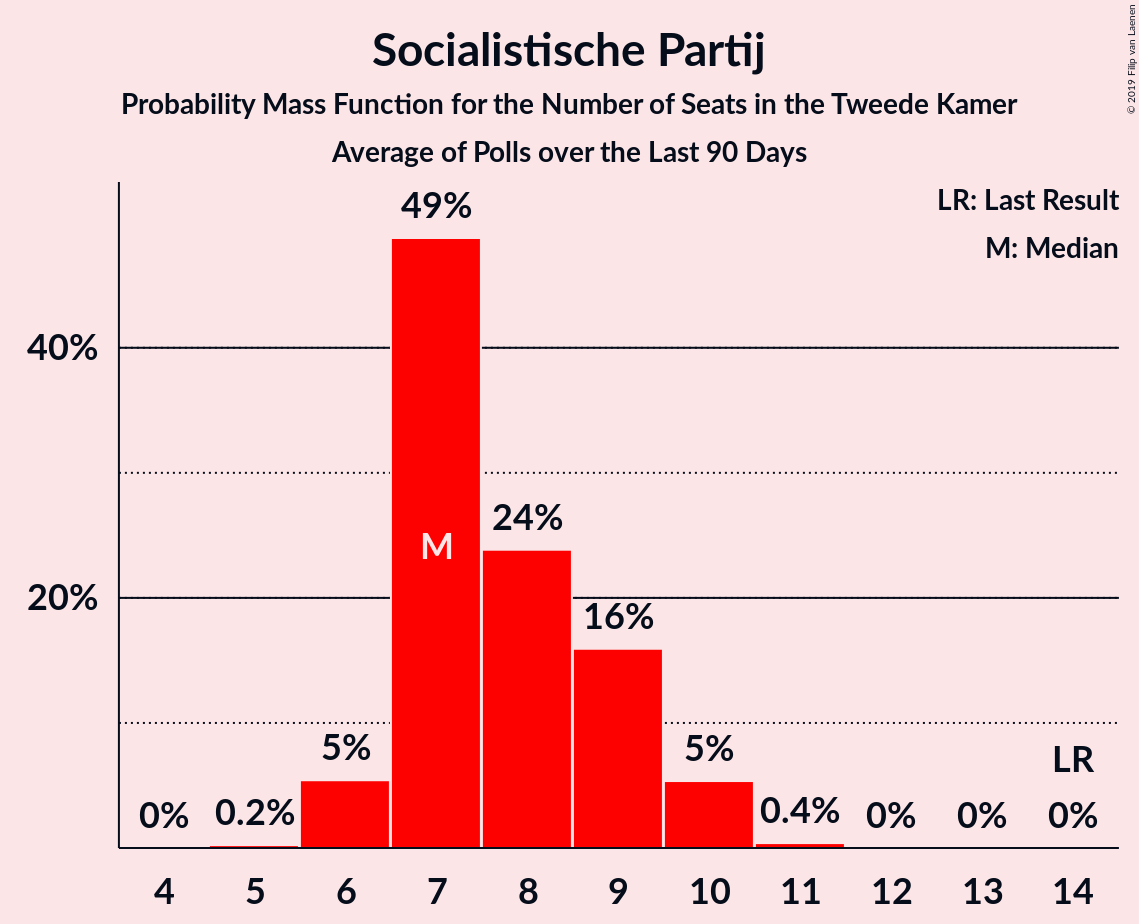 Socialistische Partij
Probability Mass Function for the Number of Seats in the Tweede Kamer
Average of Polls over the Last 90 Days
© 2019 Filip van Laenen
LR: Last Result
M: Median
49%
40%
24%
M
20%
16%
5%
5%
LR
0%
0.2%
0.4%
0%
0%
0%
4 5 6 7 8 9 10 11 12 13 14